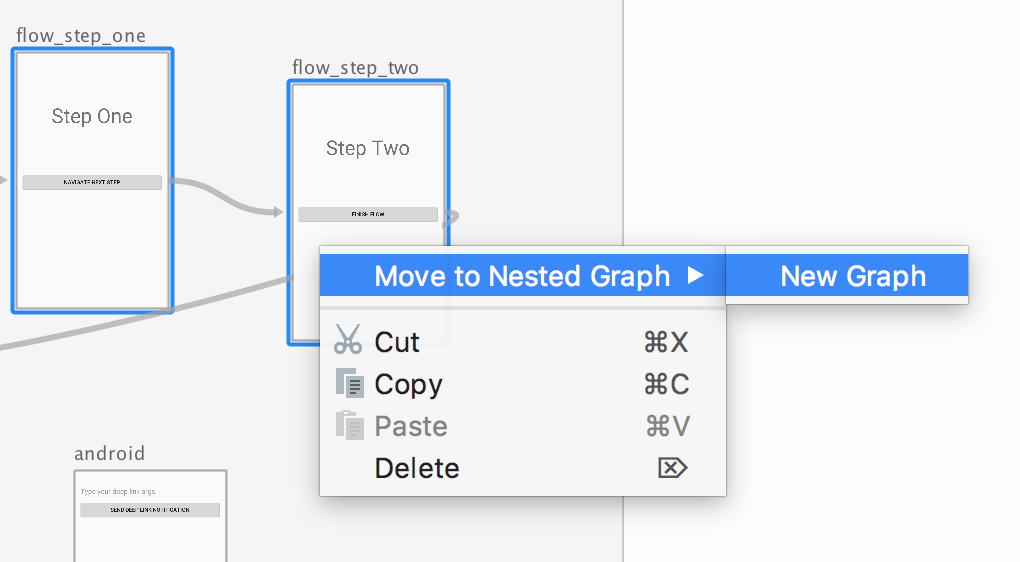 flow_step_one
flow_step_two
Step One
Step Two
NAVIGATE NEXT STEP
FINISH FLOW
Move to Nested Graph ▶
New Graph
Cut ⌘X
Copy ⌘C
Paste ⌘V
Delete ⌦
android
Type your deep link args
SEND DEEP LINK NOTIFICATION